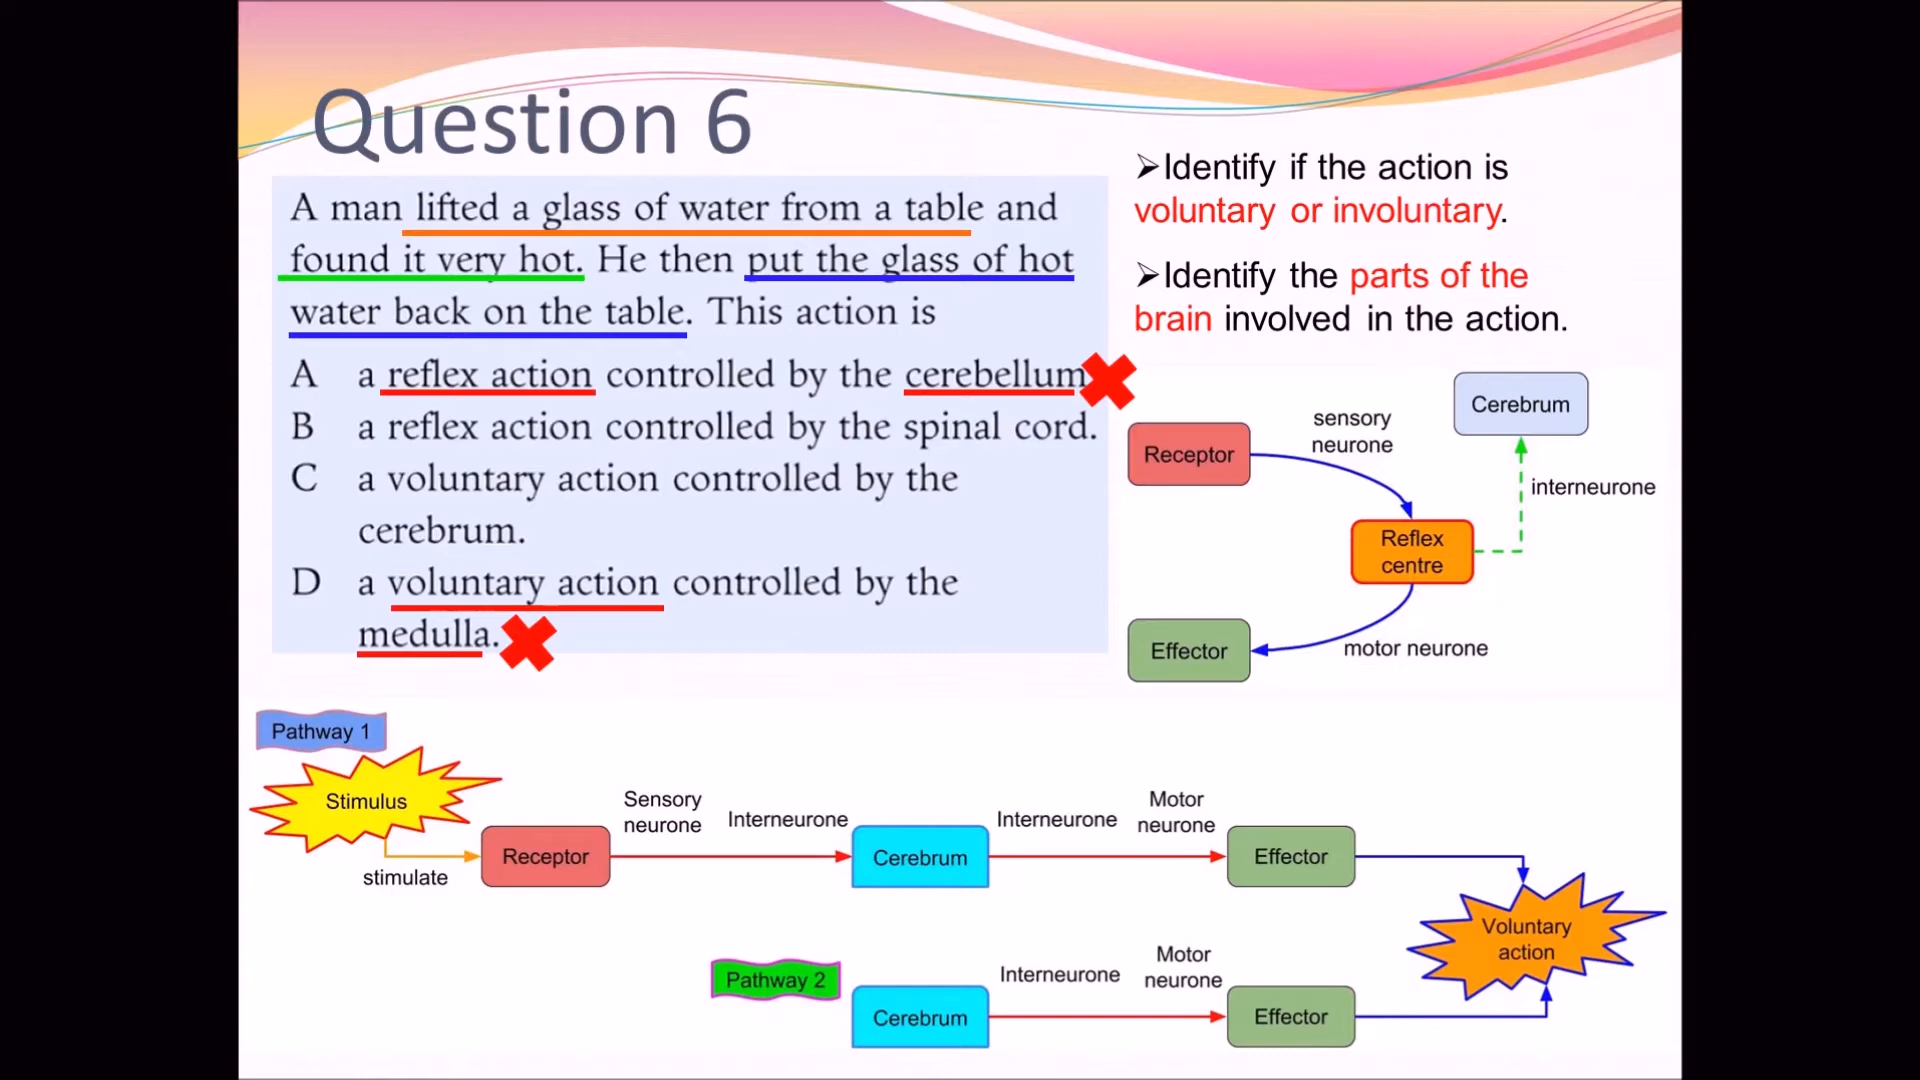 Question 6
A man lifted a glass of water from a table and
found it very hot. He then put the glass of hot
water back on the table. This action is
A a reflex action controlled by the cerebellum
B a reflex action controlled by the spinal cord.
C a voluntary action controlled by the
cerebrum.
D a voluntary action controlled by the
medulla.
➢Identify if the action is
voluntary or involuntary.
➢Identify the parts of the
brain involved in the action.
Cerebrum
sensory
neurone
Receptor
interneurone
Reflex
centre
Effector
motor neurone
Pathway 1
Stimulus
stimulate
Receptor
Sensory
neurone
Interneurone
Cerebrum
Interneurone
Motor
neurone
Effector
Voluntary
action
Pathway 2
Cerebrum
Interneurone
Motor
neurone
Effector